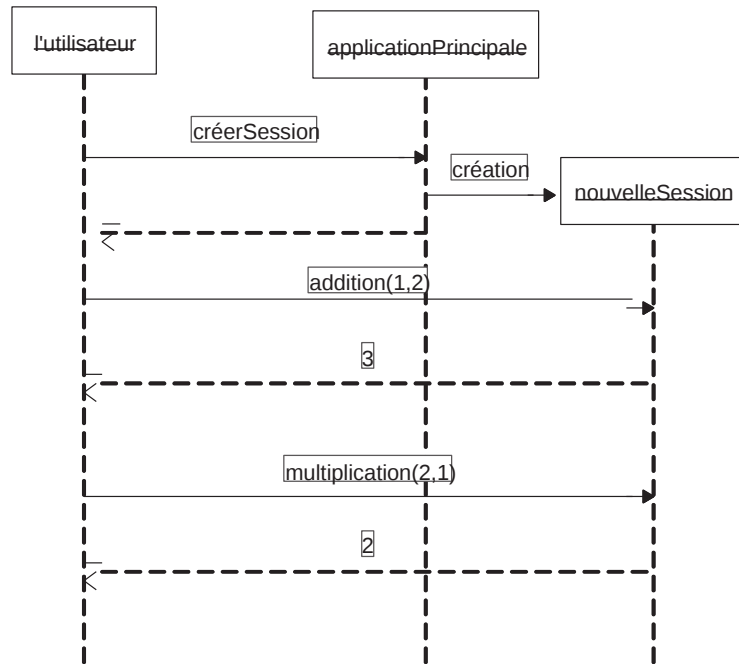 l'utilisateur
applicationPrincipale
créerSession
création
nouvelleSession
addition(1,2)
3
multiplication(2,1)
2